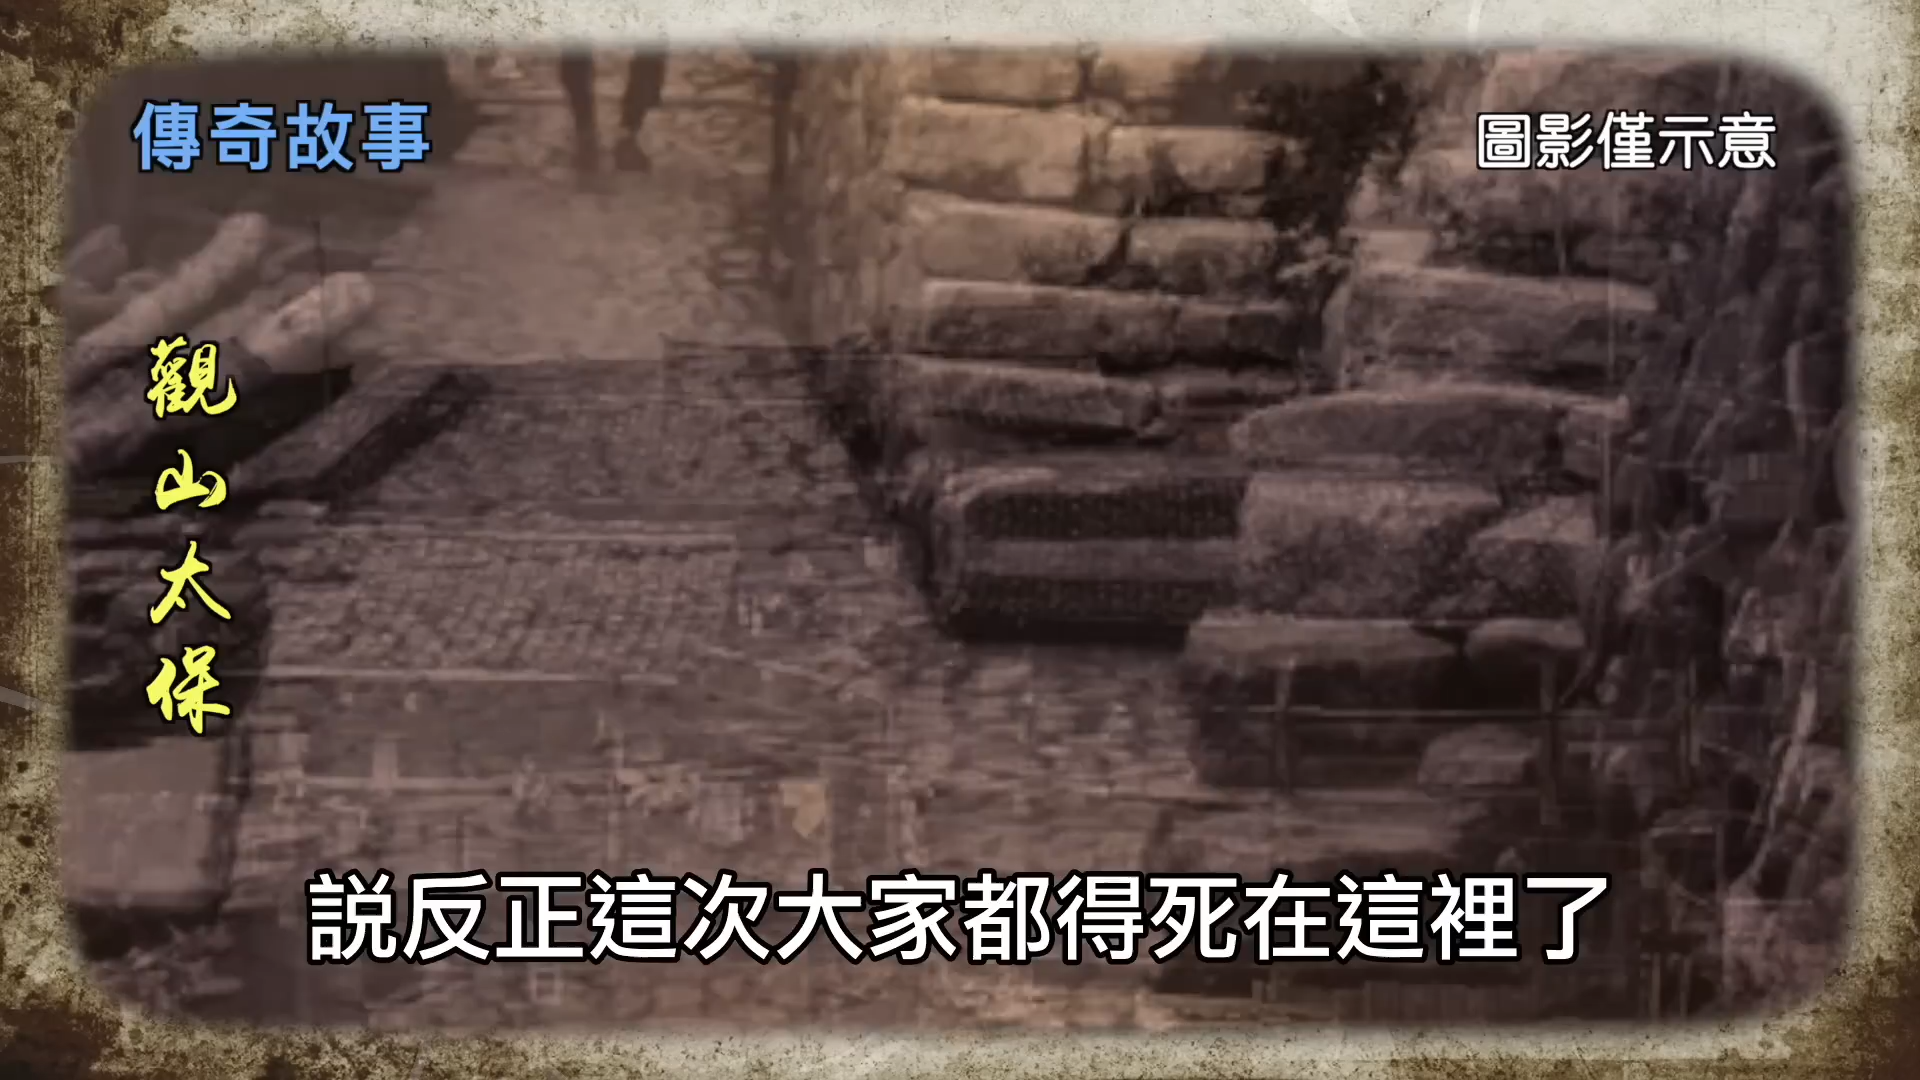 傳奇故事
圖影僅示意
觀山太保
説反正這次大家都得死在這裡了